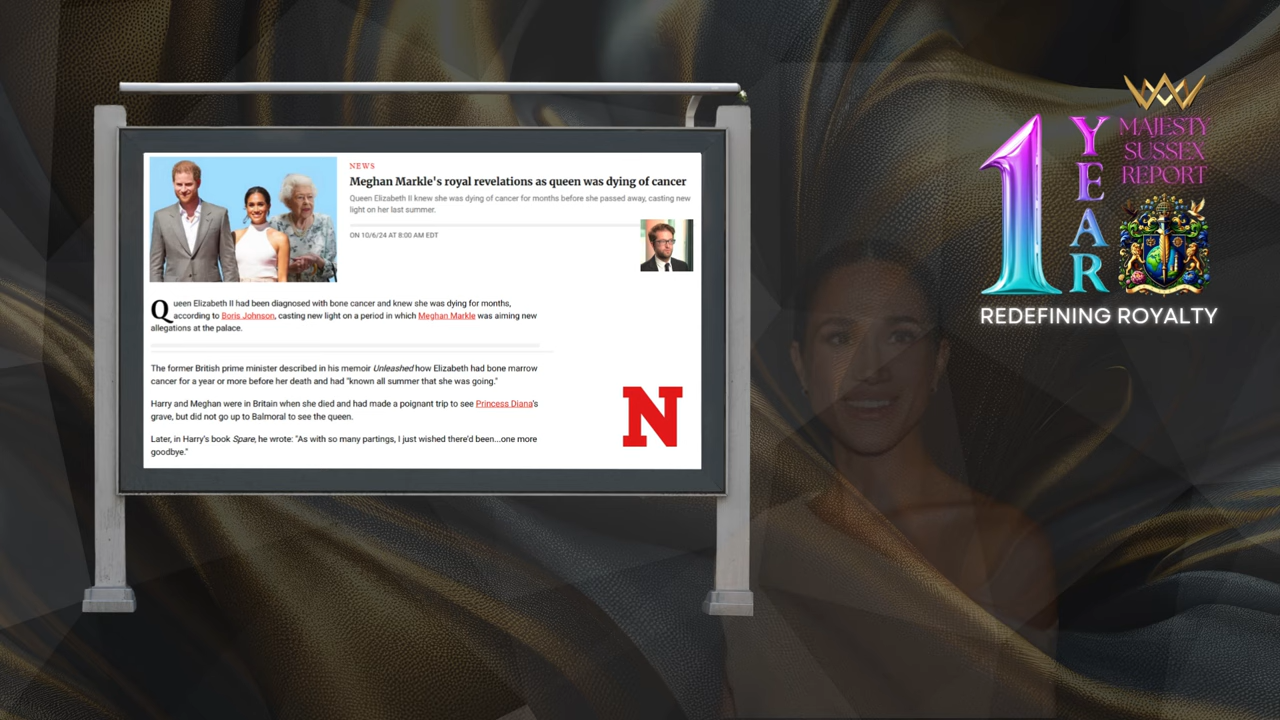 NEWS
Meghan Markle's royal revelations as queen was dying of cancer
Queen Elizabeth II knew she was dying of cancer for months before she passed away, casting new
light on her last summer.
ON 10/6/24 AT 8:00 AM EDT
Queen Elizabeth II had been diagnosed with bone cancer and knew she was dying for months,
according to Boris Johnson, casting new light on a period in which Meghan Markle was aiming new
allegations at the palace.
The former British prime minister described in his memoir Unleashed how Elizabeth had bone marrow
cancer for a year or more before her death and had "known all summer that she was going."
Harry and Meghan were in Britain when she died and had made a poignant trip to see Princess Diana's
grave, but did not go up to Balmoral to see the queen.
Later, in Harry's book Spare, he wrote: "As with so many partings, I just wished there'd been...one more
goodbye."
N
1 YEAR
MAJESTY
SUSSEX
REPORT
REDEFINING ROYALTY